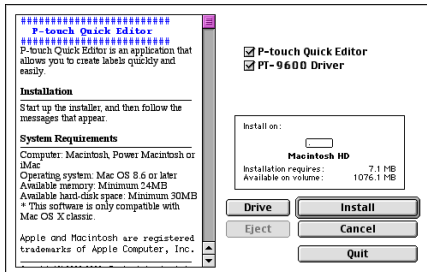 ##########################
P-touch Quick Editor
##########################
P-touch Quick Editor is an application that
allows you to create labels quickly and
easily.
Installation
Start up the installer, and then follow the
messages that appear.
System Requirements
Computer: Macintosh, Power Macintosh or
iMac
Operating system: Mac OS 8.6 or later
Available memory: Minimum 24MB
Available hard-disk space: Minimum 30MB
* This software is only compatible with
Mac OS X classic.
Apple and Macintosh are registered
trademarks of Apple Computer, Inc.
P-touch Quick Editor
PT-9600 Driver
Install on:
Macintosh HD
Installation requires: 7.1 MB
Available on volume: 1076.1 MB
Drive
Install
Eject
Cancel
Quit